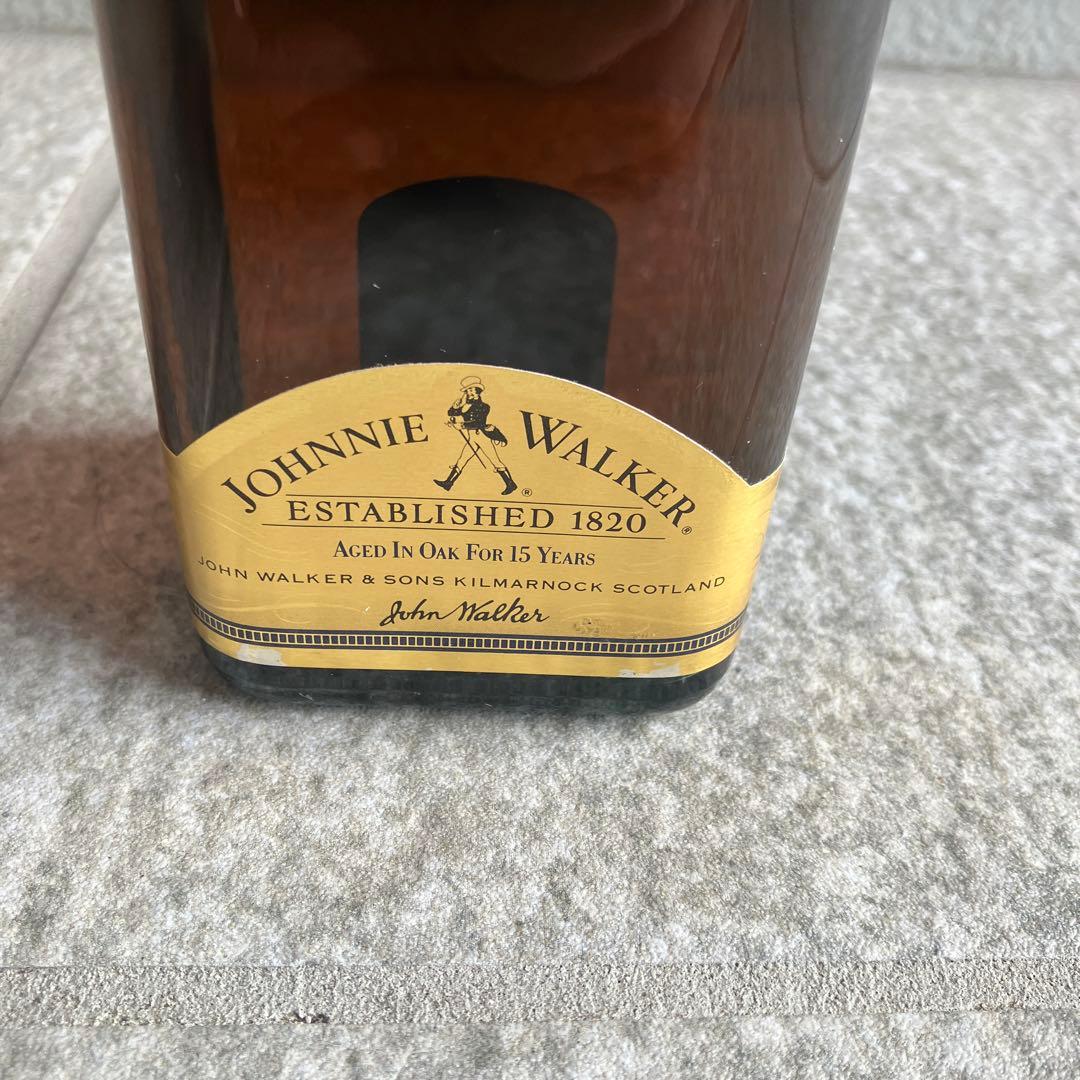 JOHNNIE WALKER®
®
ESTABLISHED 1820
AGED IN OAK FOR 15 YEARS
JOHN WALKER & SONS KILMARNOCK SCOTLAND
John Walker